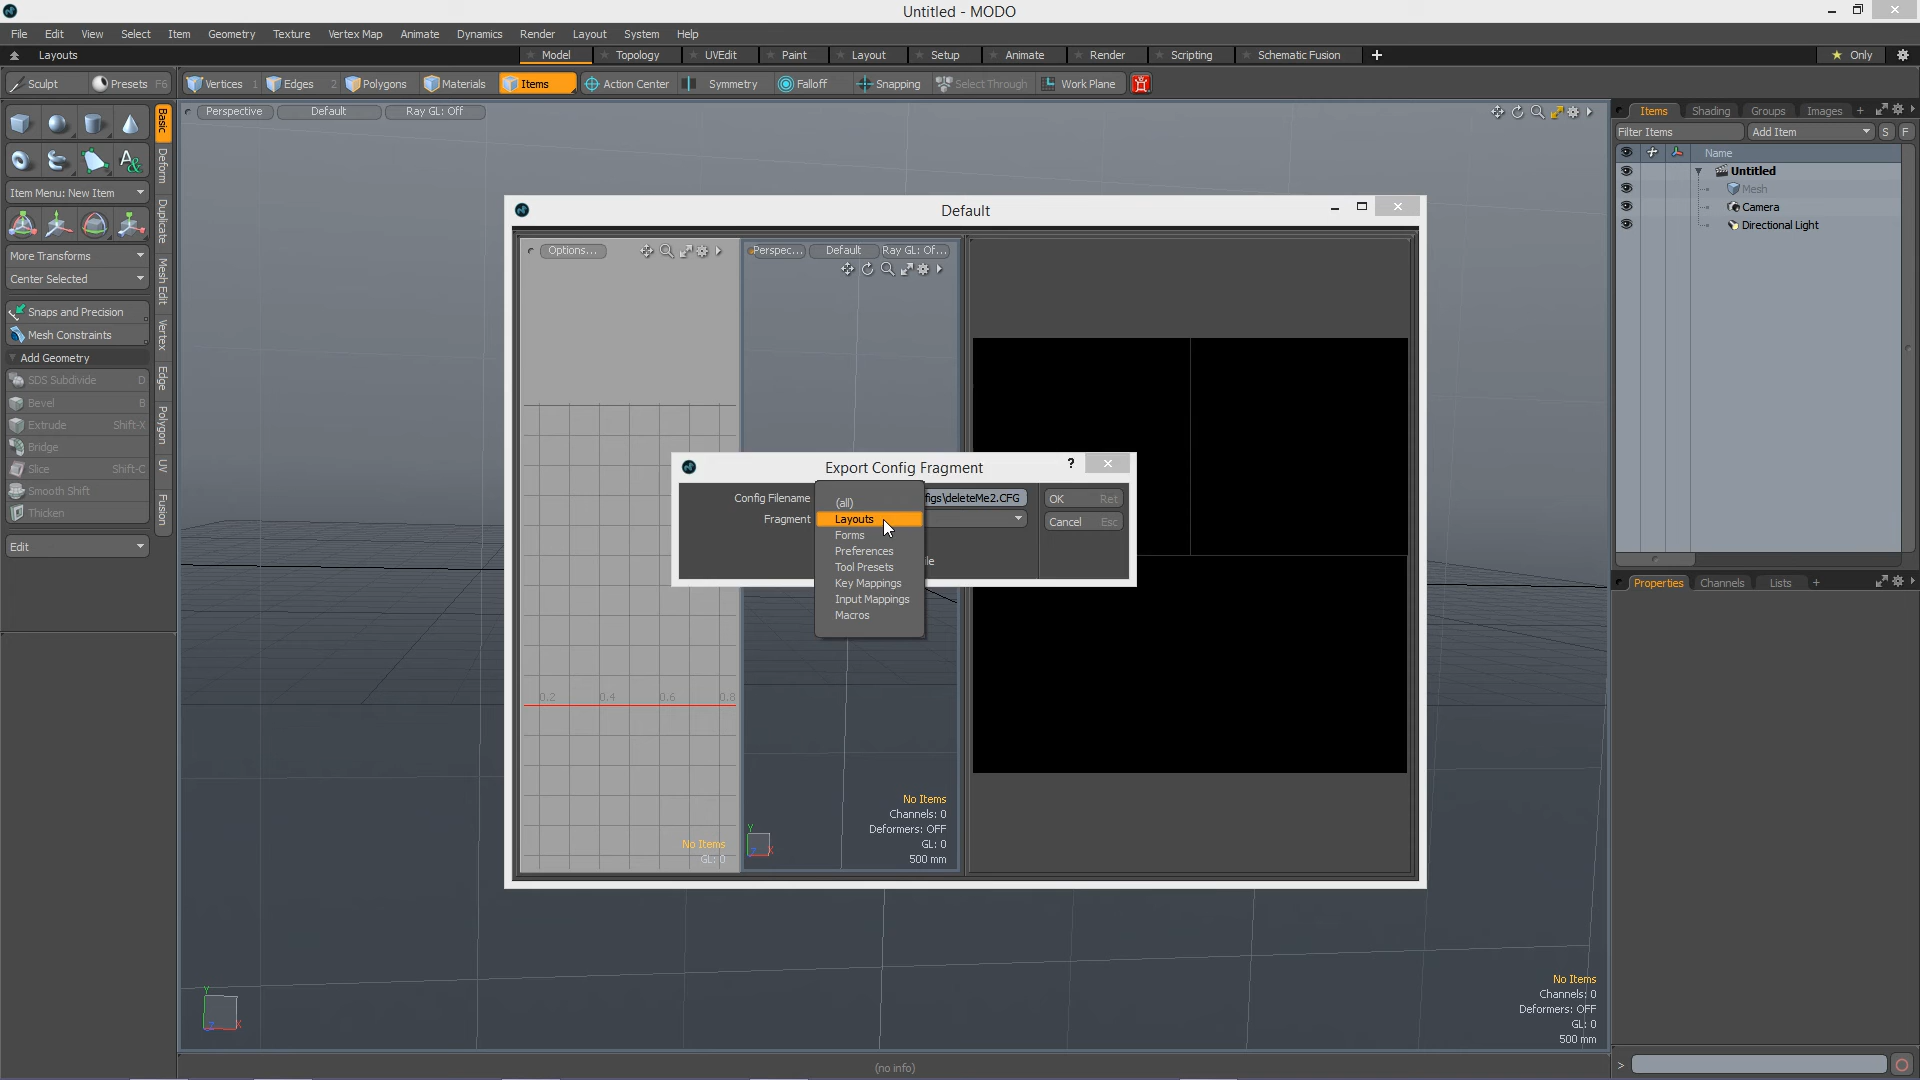 Untitled - MODO
File Edit View Select Item Geometry Texture Vertex Map Animate Dynamics Render Layout System Help
Layouts Model Topology UVEdit Paint Layout Setup Animate Render Scripting Schematic Fusion Only
Sculpt Presets F6 Vertices 1 Edges 2 Polygons Materials Items Action Center Symmetry Falloff Snapping Select Through Work Plane
Perspective Default Ray GL: Off
Items Shading Groups Images +
Filter Items Add Item S F
Name
Untitled
Mesh
Camera
Directional Light
Basic
Deform
Duplicate
Mesh Edit
Vertex
Edge
Polygon
UV
Fusion
Item Menu: New Item
More Transforms
Center Selected
Snaps and Precision
Mesh Constraints
Add Geometry
SDS Subdivide D
Bevel B
Extrude Shift-X
Bridge
Slice Shift-C
Smooth Shift
Thicken
Edit
Default
Options...
Perspec... Default Ray GL: Of...
Export Config Fragment ?
Config Filename figs\deleteMe2.CFG OK Ret
Fragment Cancel Esc
(all)
Layouts
Forms
Preferences
Tool Presets
Key Mappings
Input Mappings
Macros
0.2 0.4 0.6 0.8
No Items
GL: 0
No Items
Channels: 0
Deformers: OFF
GL: 0
500 mm
Y
Z
X
Properties Channels Lists +
No Items
Channels: 0
Deformers: OFF
GL: 0
500 mm
Y
Z
X
(no info)
>